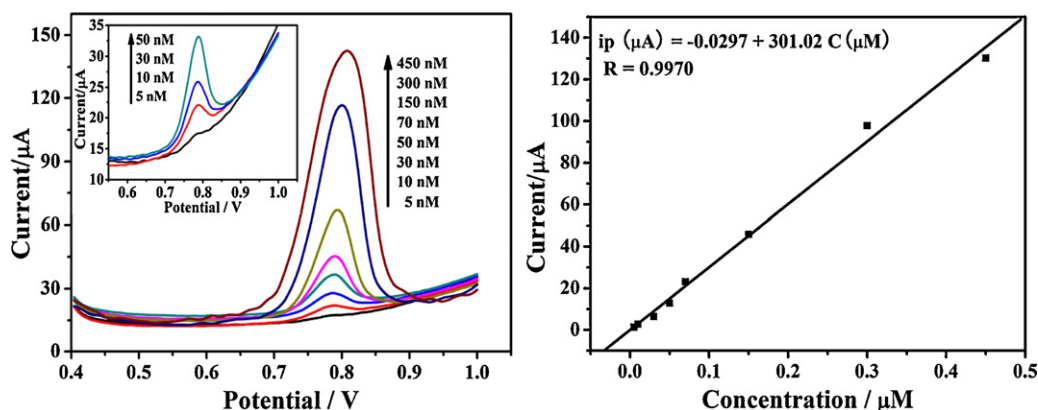 150
120
90
60
30
0
Current/μA
0.4
0.5
0.6
0.7
0.8
0.9
1.0
Potential / V
35
30
25
20
15
10
Current/μA
0.6
0.7
0.8
0.9
1.0
Potential / V
50 nM
30 nM
10 nM
5 nM
450 nM
300 nM
150 nM
70 nM
50 nM
30 nM
10 nM
5 nM
ip (μA) = -0.0297 + 301.02 C (μM)
R = 0.9970
140
120
100
80
60
40
20
0
Current/μA
0.0
0.1
0.2
0.3
0.4
0.5
Concentration / μM